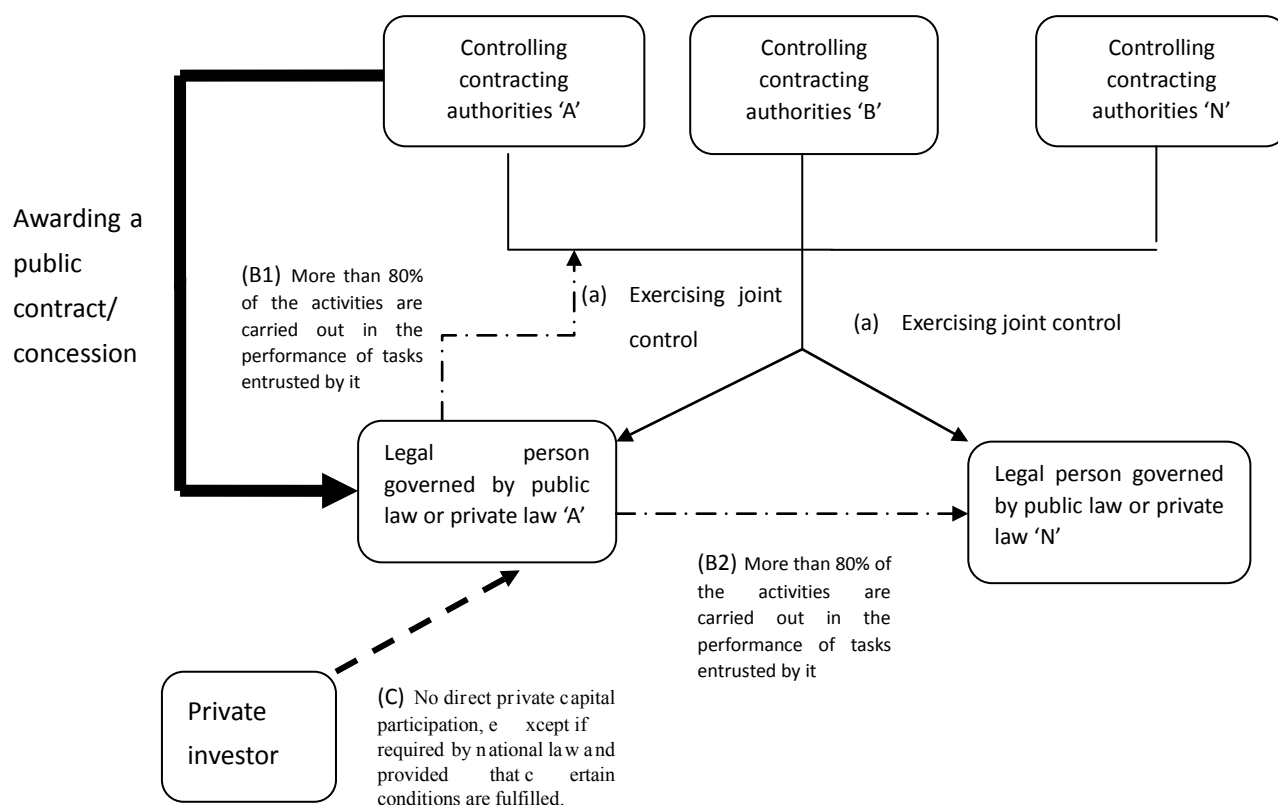 Controlling
contracting
authorities ‘A’
Controlling
contracting
authorities ‘B’
Controlling
contracting
authorities ‘N’
Awarding a
public
contract/
concession
(B1) More than 80%
of the activities are
carried out in the
performance of tasks
entrusted by it
(a) Exercising joint
control
(a) Exercising joint control
Legal person
governed by public
law or private law ‘A’
Legal person governed
by public law or private
law ‘N’
(B2) More than 80% of
the activities are
carried out in the
performance of tasks
entrusted by it
Private
investor
(C) No direct private capital
participation, e xcept if
required by national law and
provided that c ertain
conditions are fulfilled.